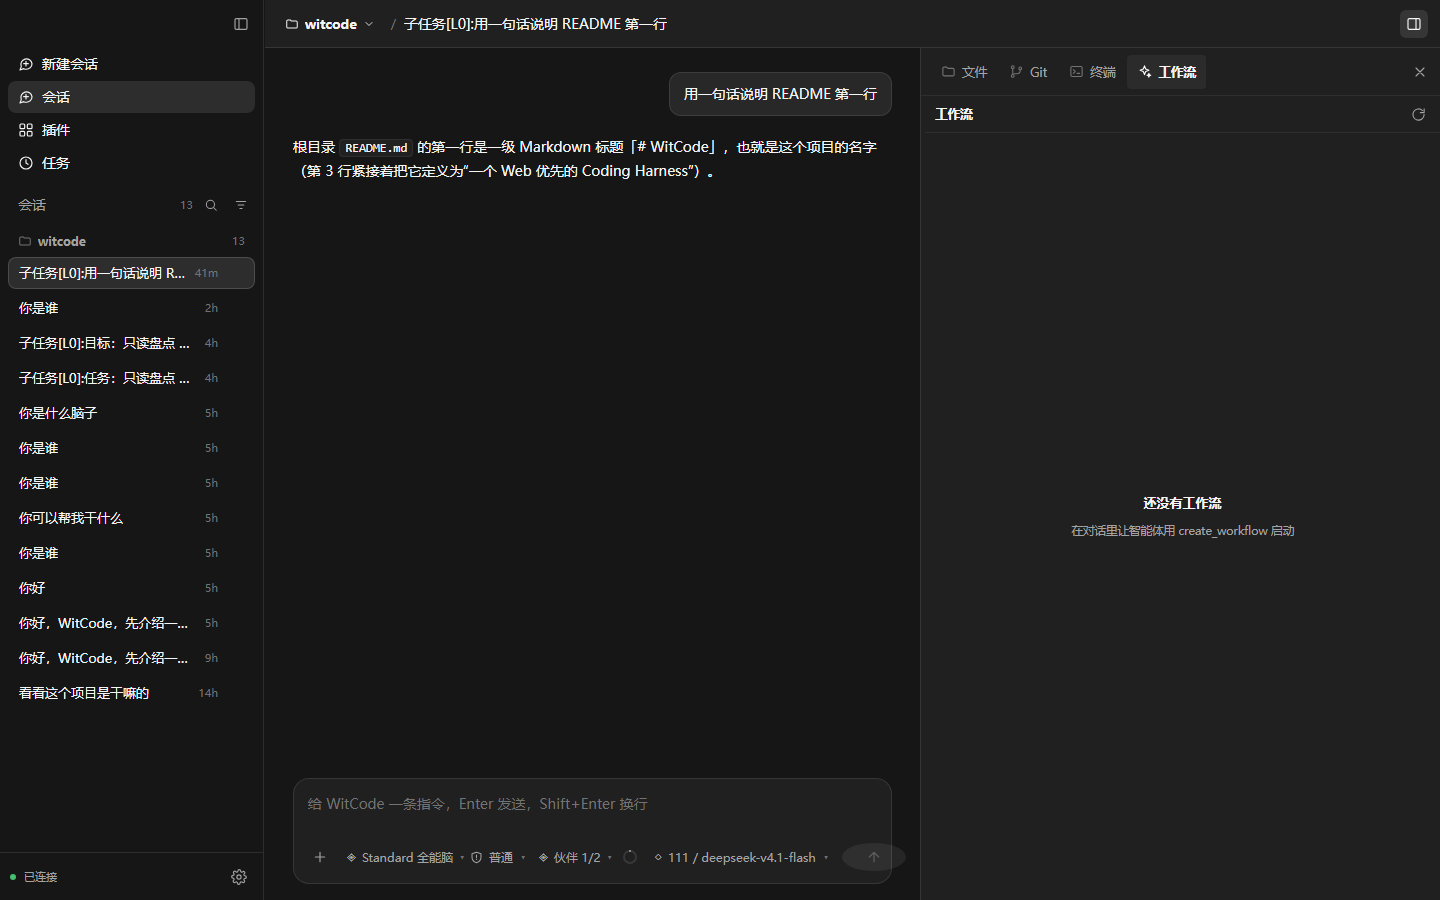 新建会话
会话
插件
任务
会话 13
witcode 13
子任务[L0]:用一句话说明 R... 41m
你是谁 2h
子任务[L0]:目标：只读盘点 ... 4h
子任务[L0]:任务：只读盘点 ... 4h
你是什么脑子 5h
你是谁 5h
你是谁 5h
你可以帮我干什么 5h
你是谁 5h
你好 5h
你好，WitCode，先介绍一... 5h
你好，WitCode，先介绍一... 9h
看看这个项目是干嘛的 14h
已连接
witcode / 子任务[L0]:用一句话说明 README 第一行
用一句话说明 README 第一行
根目录 README.md 的第一行是一级 Markdown 标题「# WitCode」，也就是这个项目的名字
（第 3 行紧接着把它定义为“一个 Web 优先的 Coding Harness”）。
给 WitCode 一条指令，Enter 发送，Shift+Enter 换行
Standard 全能脑 普通 伙伴 1/2 111 / deepseek-v4.1-flash
文件 Git 终端 工作流
工作流
还没有工作流
在对话里让智能体用 create_workflow 启动